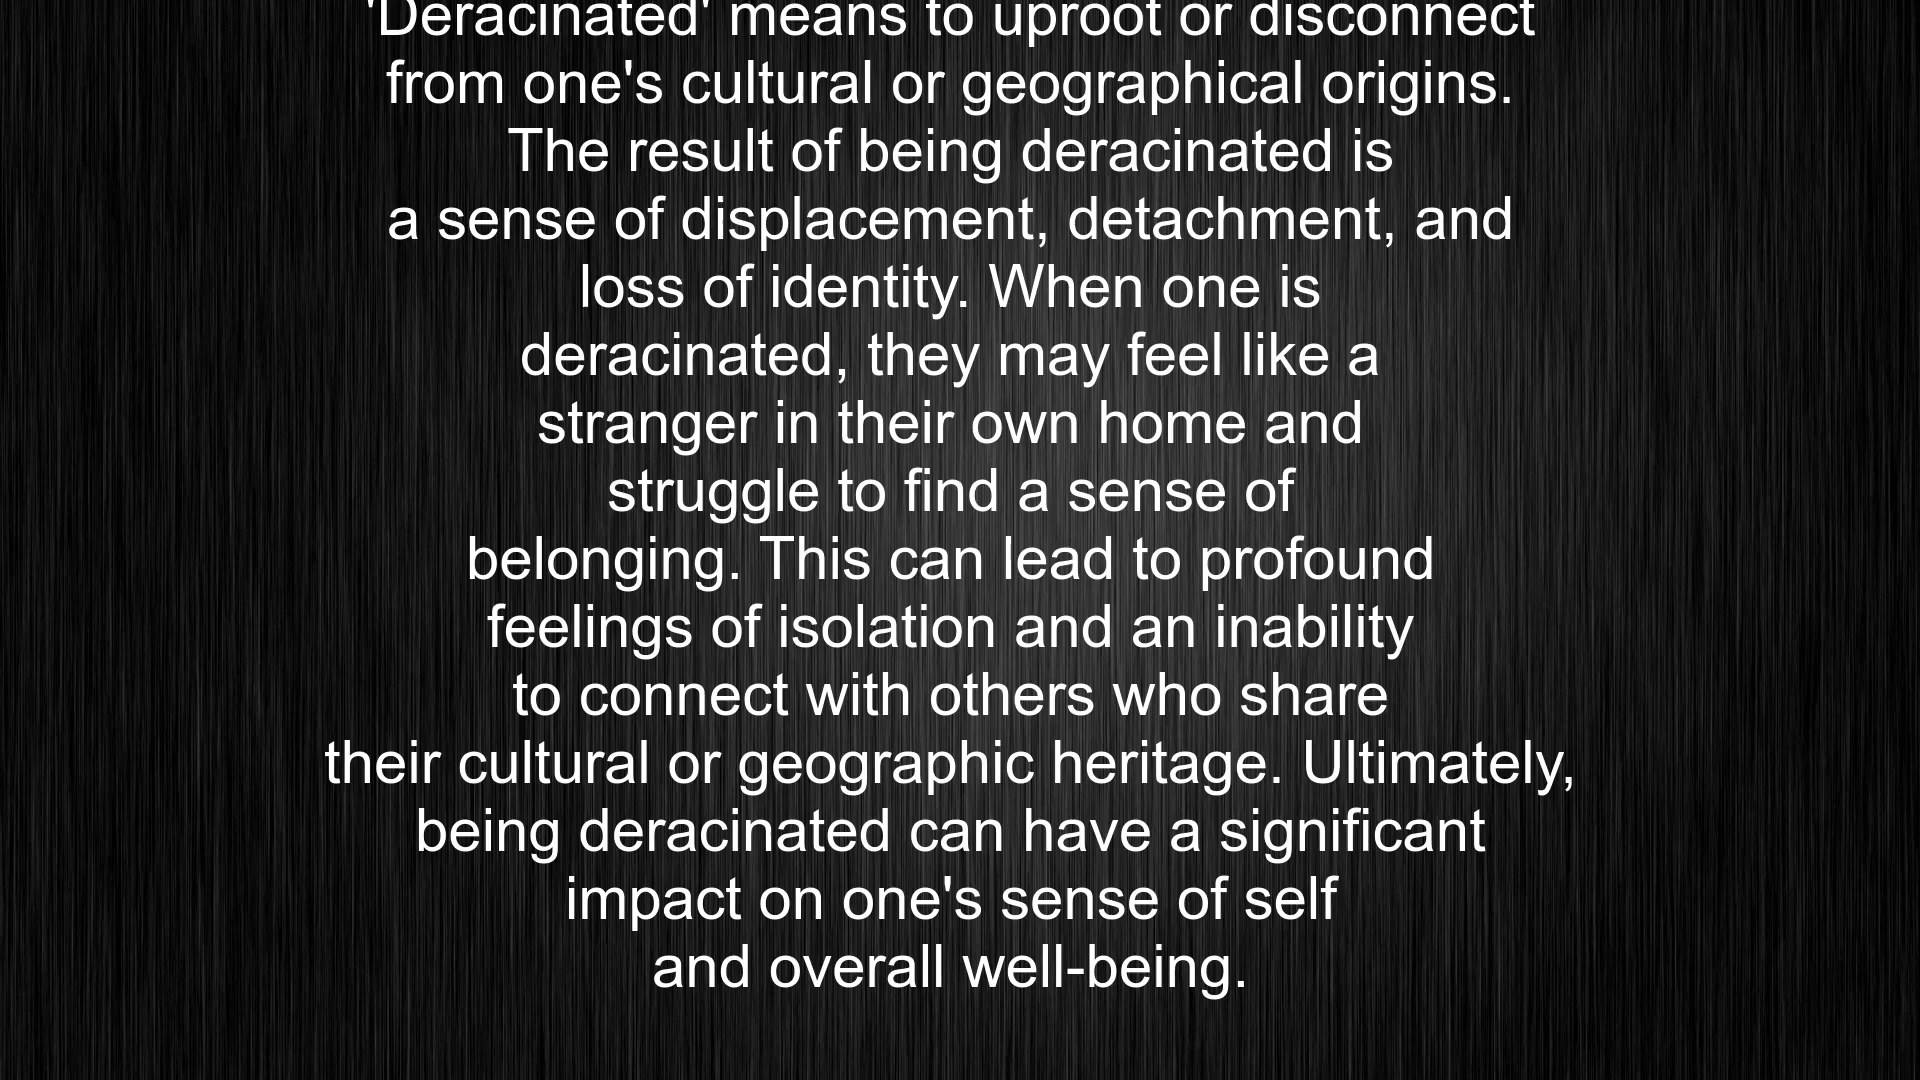 'Deracinated' means to uproot or disconnect
from one's cultural or geographical origins.
The result of being deracinated is
a sense of displacement, detachment, and
loss of identity. When one is
deracinated, they may feel like a
stranger in their own home and
struggle to find a sense of
belonging. This can lead to profound
feelings of isolation and an inability
to connect with others who share
their cultural or geographic heritage. Ultimately,
being deracinated can have a significant
impact on one's sense of self
and overall well-being.